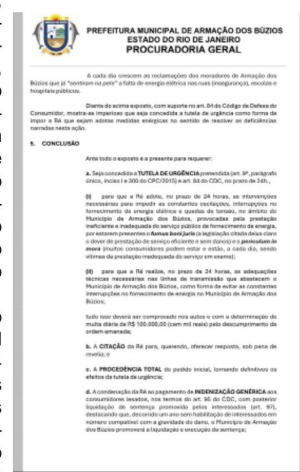 PREFEITURA MUNICIPAL DE ARMAÇÃO DOS BÚZIOS
ESTADO DO RIO DE JANEIRO
PROCURADORIA GERAL
A cada dia crescem as reclamações dos moradores de Armação dos
Búzios que já "sentiram na pele" a falta de energia elétrica nas ruas (insegurança), escolas e
hospitais públicos.
Diante do acima exposto, com suporte no art. 84 do Código de Defesa do
Consumidor, mostra-se imperioso que seja concedida a tutela de urgência como forma de
impor a Ré que sejam adotas medidas enérgicas no sentido de resolver as deficiências
narradas nesta ação.
5. CONCLUSÃO
Ante todo o exposto é a presente para requerer:
a. Seja concedida a TUTELA DE URGÊNCIA pretendida (art. 9º, parágrafo
único, inciso I e 300 do CPC/2015) e art. 84 do CDC, no prazo de 24h.,
(i) para que a Ré adote, no prazo de 24 horas, as intervenções
necessárias para impedir as constantes oscilações, interrupções no
fornecimento de energia elétrica e quedas da tensão, no âmbito do
Município de Armação dos Búzios, provocadas pela prestação
ineficiente e inadequada do serviço público de fornecimento de energia,
por estarem presentes o fumus boni juris (a legislação citada deixa claro
o dever de prestação de serviço eficiente e sem danos) e o periculum in
mora (muitos consumidores podem estar e estão, a cada dia, sendo
vítimas da prestação inadequada do serviço em exame);
(ii) para que a Ré realize, no prazo de 24 horas, as adequações
técnicas necessárias nas linhas de transmissão que abastecem o
Município de Armação dos Búzios, como forma de evitar as constantes
interrupções no fornecimento de energia no Município de Armação dos
Búzios;
tudo isso deverá ser comprovado nos autos e com a determinação de
multa diária de R$ 100.000,00 (cem mil reais) pelo descumprimento da
ordem emanada;
b. A CITAÇÃO da Ré para, querendo, oferecer resposta, sob pena de
revelia; e
c. A PROCEDÊNCIA TOTAL do pedido inicial, tornando definitivos os
efeitos da tutela de urgência;
d. A condenação da Ré ao pagamento de INDENIZAÇÃO GENÉRICA aos
consumidores lesados, nos termos do art. 95 do CDC, com posterior
liquidação de sentença promovida pelos interessados (art. 97),
destacando que, decorrido um ano sem habilitação de interessados em
número compatível com a gravidade do dano, o Município de Armação
dos Búzios promoverá a liquidação e execução da sentença;